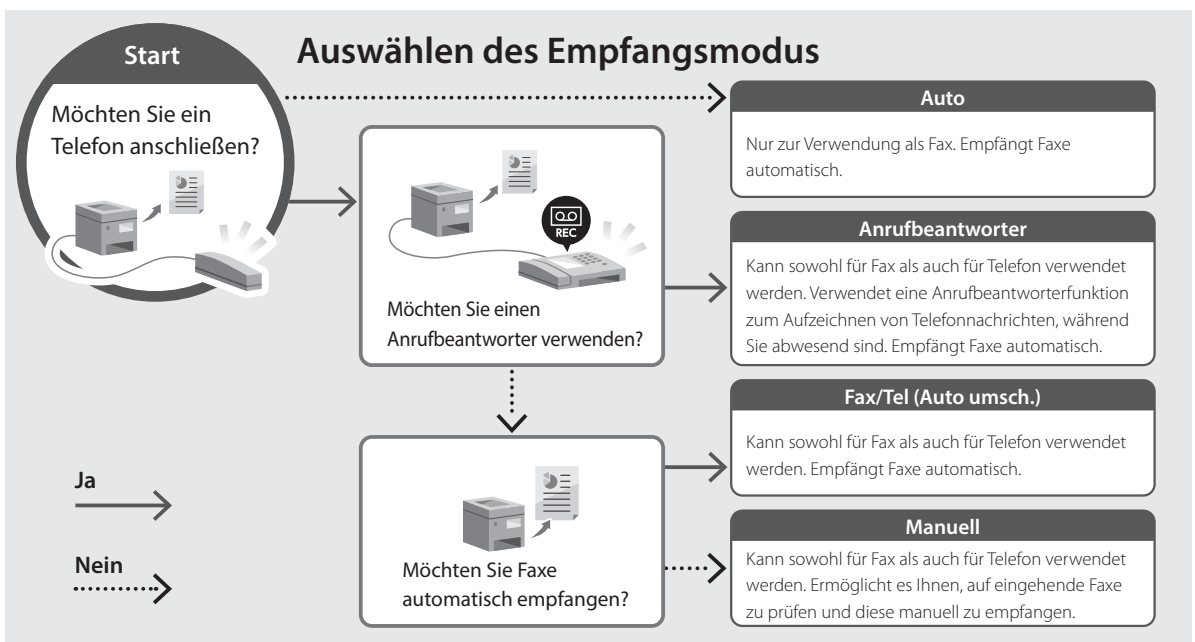 Start
Auswählen des Empfangsmodus
Möchten Sie ein
Telefon anschließen?
Auto
Nur zur Verwendung als Fax. Empfängt Faxe
automatisch.
REC
Möchten Sie einen
Anrufbeantworter verwenden?
Anrufbeantworter
Kann sowohl für Fax als auch für Telefon verwendet
werden. Verwendet eine Anrufbeantworterfunktion
zum Aufzeichnen von Telefonnachrichten, während
Sie abwesend sind. Empfängt Faxe automatisch.
Fax/Tel (Auto umsch.)
Kann sowohl für Fax als auch für Telefon verwendet
werden. Empfängt Faxe automatisch.
Ja
Nein
Möchten Sie Faxe
automatisch empfangen?
Manuell
Kann sowohl für Fax als auch für Telefon verwendet
werden. Ermöglicht es Ihnen, auf eingehende Faxe
zu prüfen und diese manuell zu empfangen.